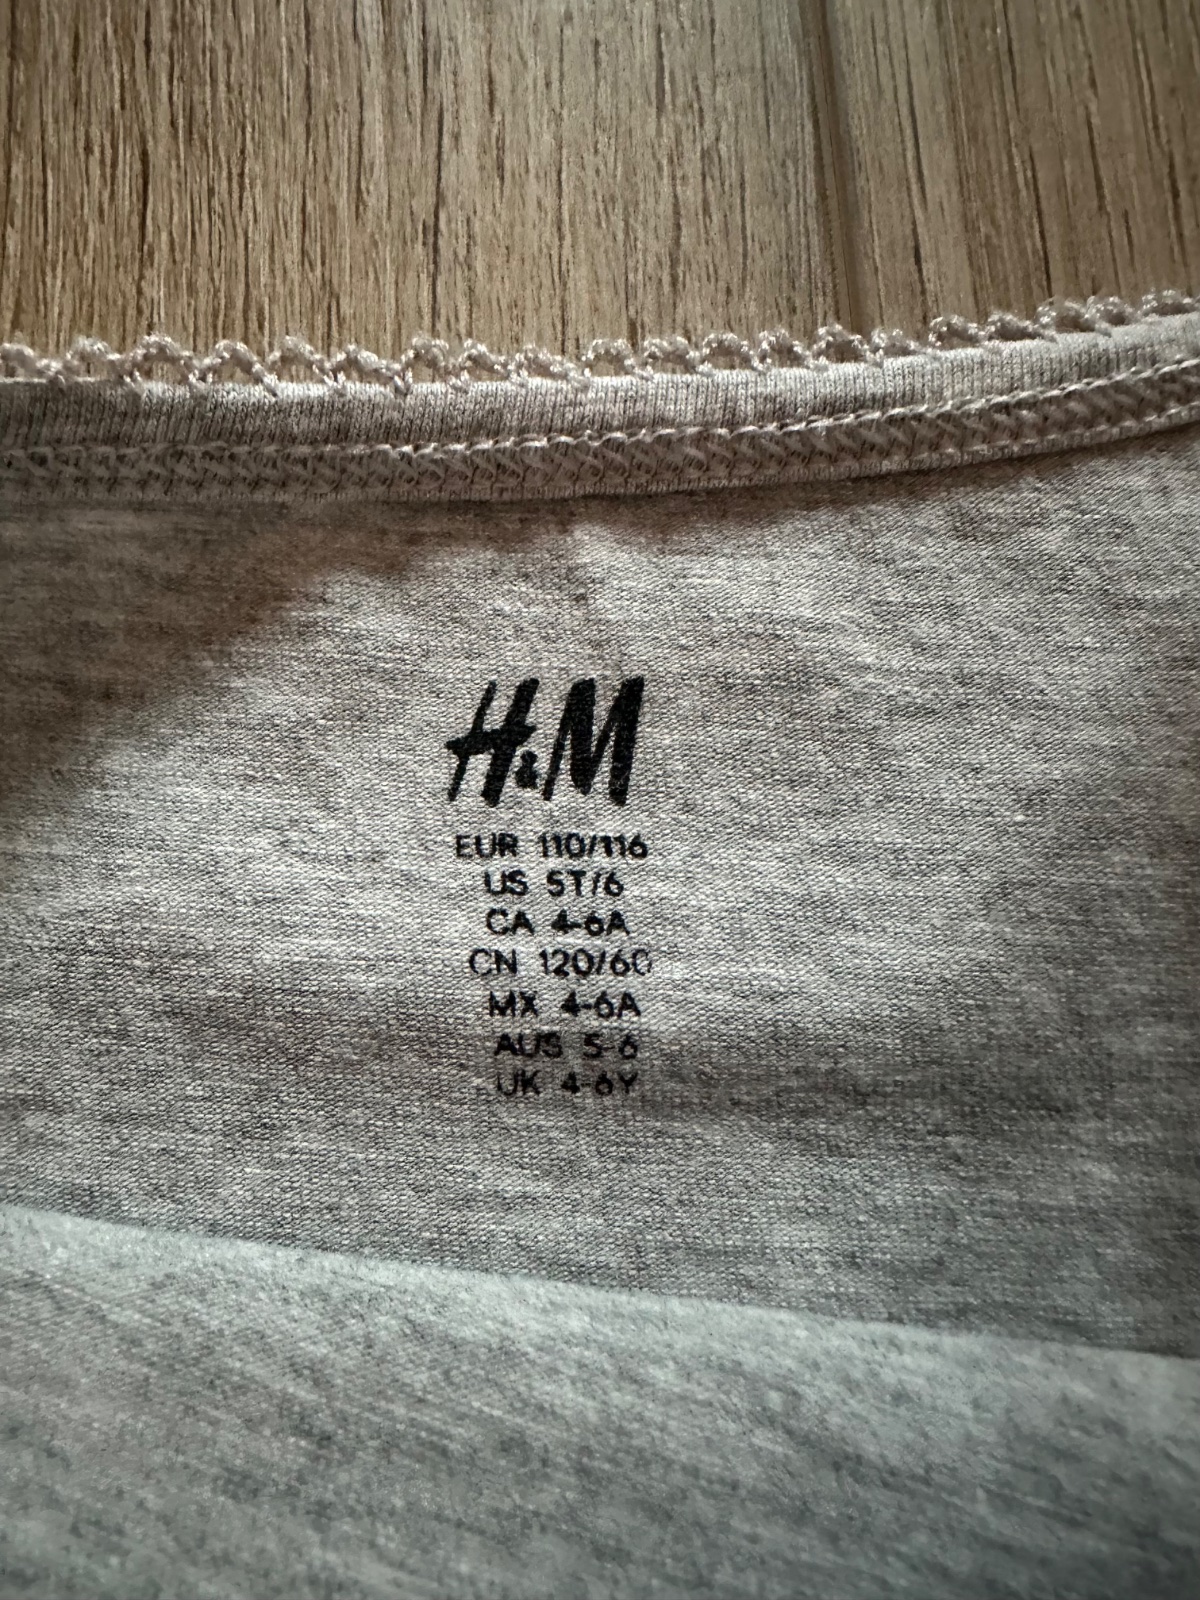 H&M
EUR 110/116
US 5T/6
CA 4-6A
CN 120/60
MX 4-6A
AUS 5-6
UK 4-6Y